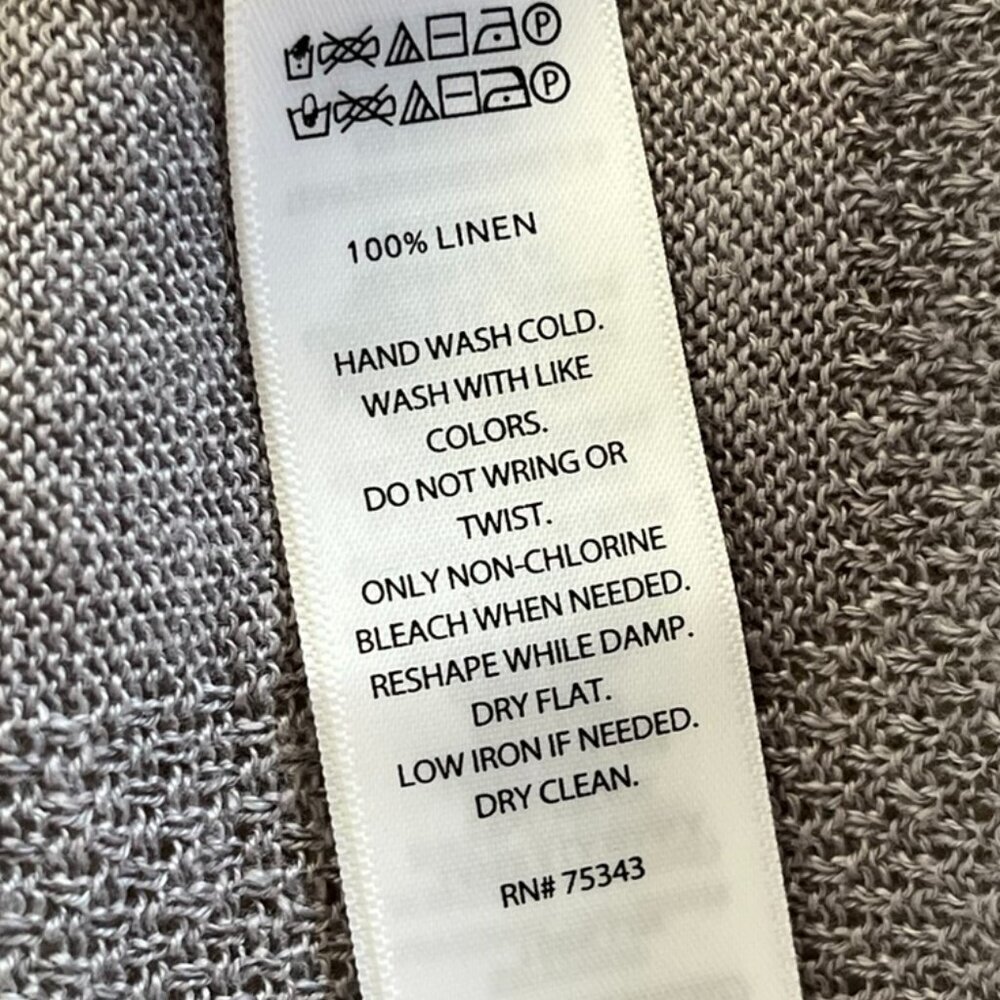 P
P
100% LINEN
HAND WASH COLD.
WASH WITH LIKE
COLORS.
DO NOT WRING OR
TWIST.
ONLY NON-CHLORINE
BLEACH WHEN NEEDED.
RESHAPE WHILE DAMP.
DRY FLAT.
LOW IRON IF NEEDED.
DRY CLEAN.
RN# 75343